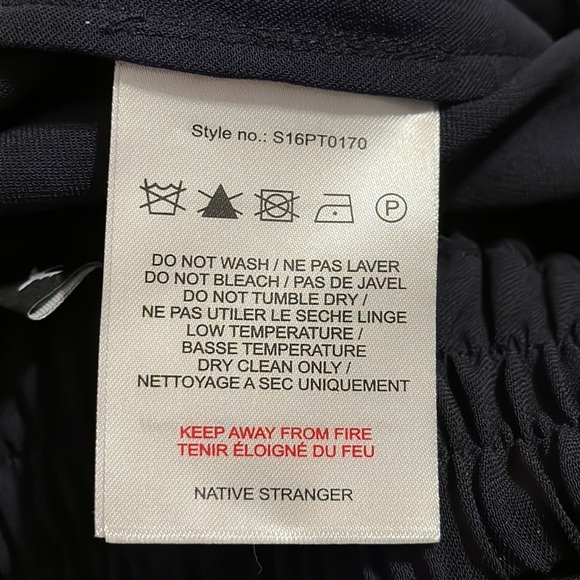 Style no.: S16PT0170
P
DO NOT WASH / NE PAS LAVER
DO NOT BLEACH / PAS DE JAVEL
DO NOT TUMBLE DRY /
NE PAS UTILER LE SECHE LINGE
LOW TEMPERATURE /
BASSE TEMPERATURE
DRY CLEAN ONLY /
NETTOYAGE A SEC UNIQUEMENT
KEEP AWAY FROM FIRE
TENIR ÉLOIGNÉ DU FEU
NATIVE STRANGER